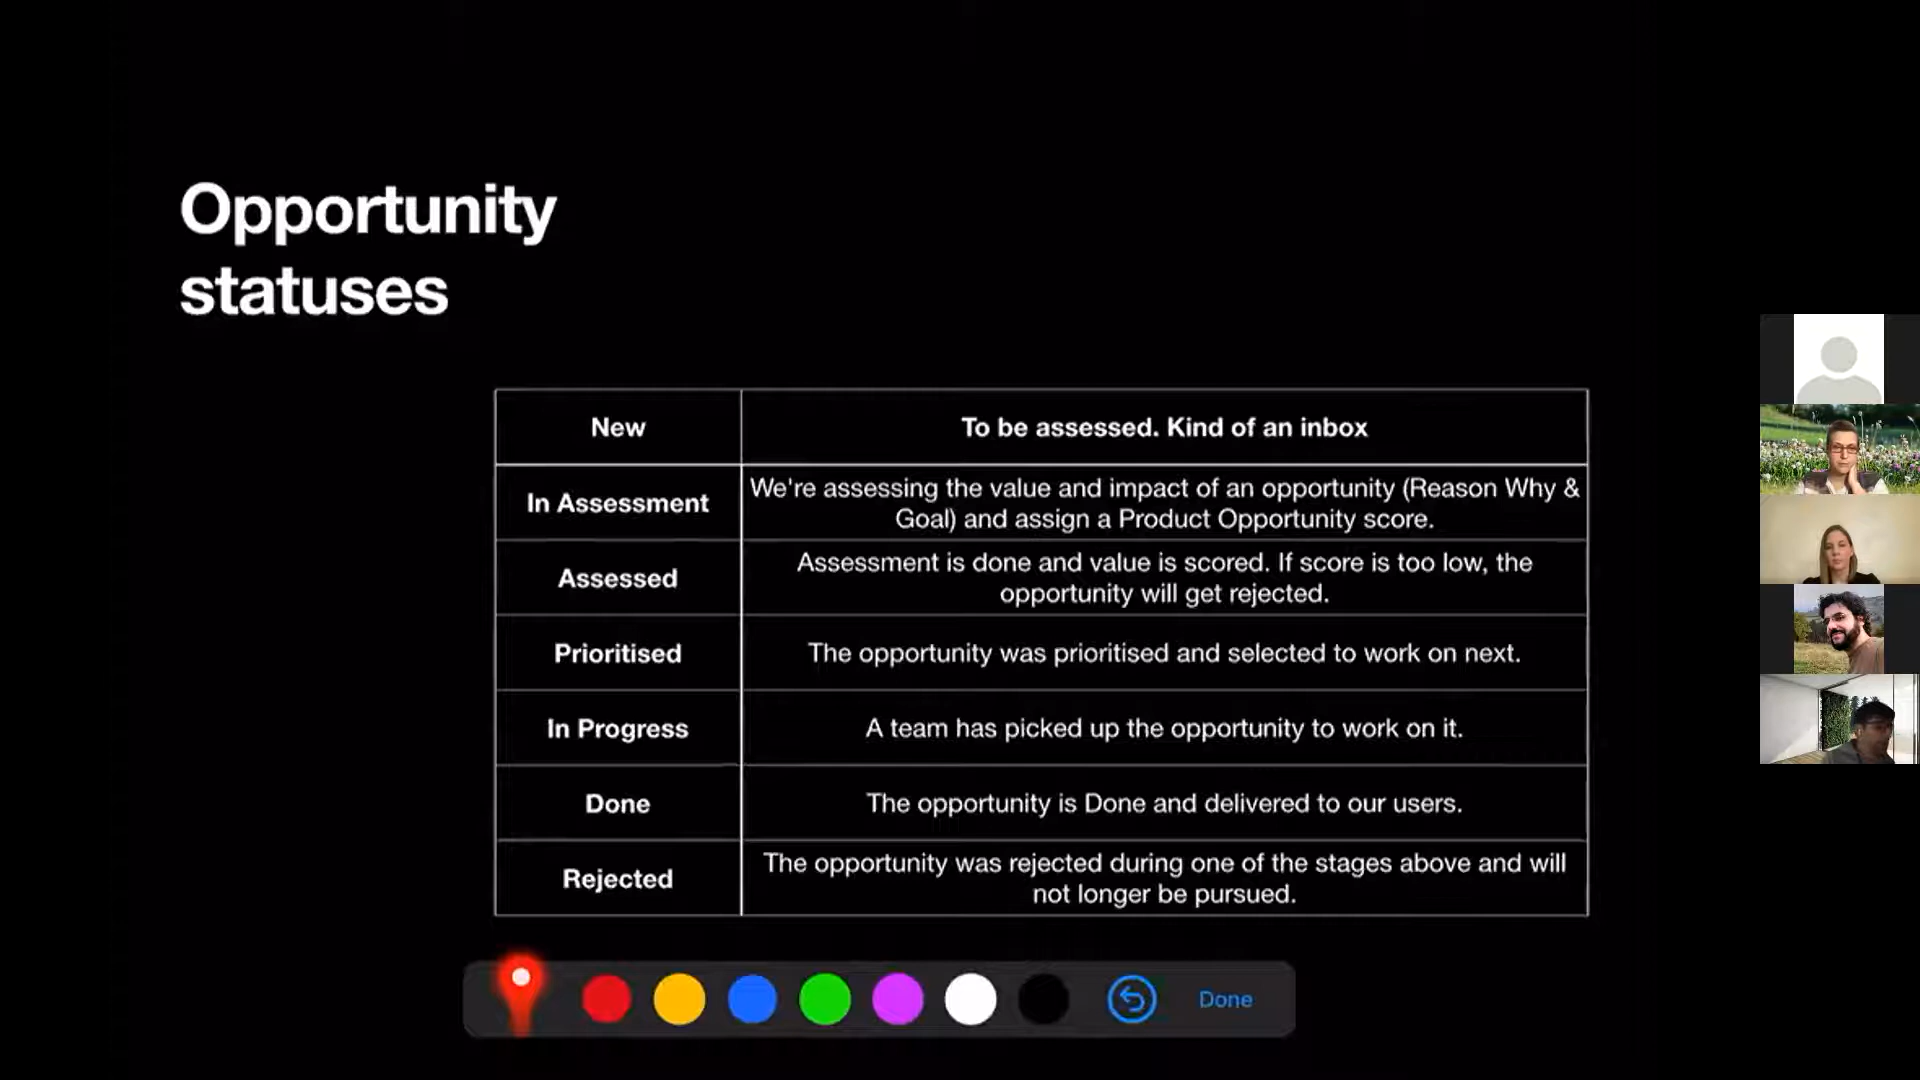 Opportunity
statuses
New
To be assessed. Kind of an inbox
In Assessment
We're assessing the value and impact of an opportunity (Reason Why &
Goal) and assign a Product Opportunity score.
Assessed
Assessment is done and value is scored. If score is too low, the
opportunity will get rejected.
Prioritised
The opportunity was prioritised and selected to work on next.
In Progress
A team has picked up the opportunity to work on it.
Done
The opportunity is Done and delivered to our users.
Rejected
The opportunity was rejected during one of the stages above and will
not longer be pursued.
Done